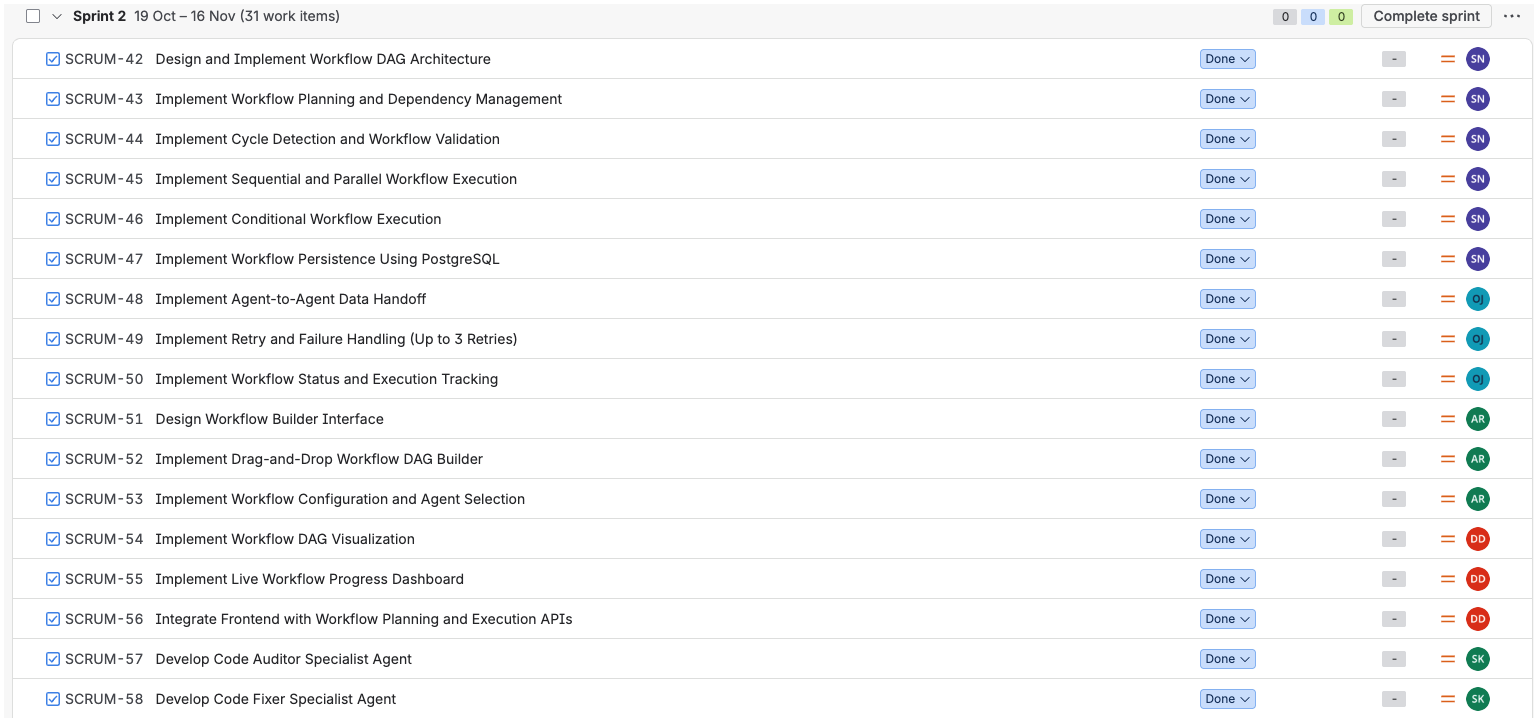 Sprint 2 19 Oct – 16 Nov (31 work items) 0 0 0 Complete sprint
SCRUM-42 Design and Implement Workflow DAG Architecture Done - SN
SCRUM-43 Implement Workflow Planning and Dependency Management Done - SN
SCRUM-44 Implement Cycle Detection and Workflow Validation Done - SN
SCRUM-45 Implement Sequential and Parallel Workflow Execution Done - SN
SCRUM-46 Implement Conditional Workflow Execution Done - SN
SCRUM-47 Implement Workflow Persistence Using PostgreSQL Done - SN
SCRUM-48 Implement Agent-to-Agent Data Handoff Done - OJ
SCRUM-49 Implement Retry and Failure Handling (Up to 3 Retries) Done - OJ
SCRUM-50 Implement Workflow Status and Execution Tracking Done - OJ
SCRUM-51 Design Workflow Builder Interface Done - AR
SCRUM-52 Implement Drag-and-Drop Workflow DAG Builder Done - AR
SCRUM-53 Implement Workflow Configuration and Agent Selection Done - AR
SCRUM-54 Implement Workflow DAG Visualization Done - DD
SCRUM-55 Implement Live Workflow Progress Dashboard Done - DD
SCRUM-56 Integrate Frontend with Workflow Planning and Execution APIs Done - DD
SCRUM-57 Develop Code Auditor Specialist Agent Done - SK
SCRUM-58 Develop Code Fixer Specialist Agent Done - SK